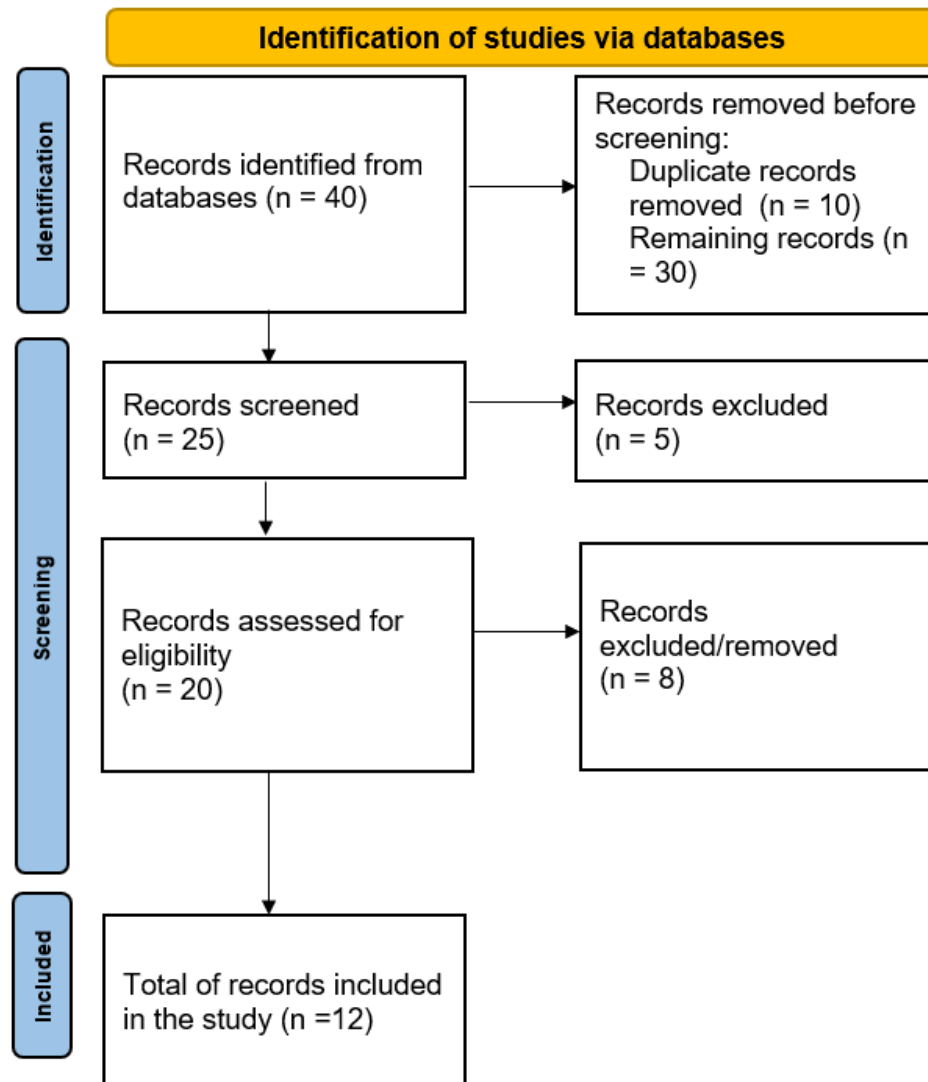 Identification of studies via databases
Identification
Records identified from
databases (n = 40)
Records removed before
screening:
Duplicate records
removed  (n = 10)
Remaining records (n
= 30)
Screening
Records screened
(n = 25)
Records excluded
(n = 5)
Records assessed for
eligibility
(n = 20)
Records
excluded/removed
(n = 8)
Included
Total of records included
in the study (n =12)